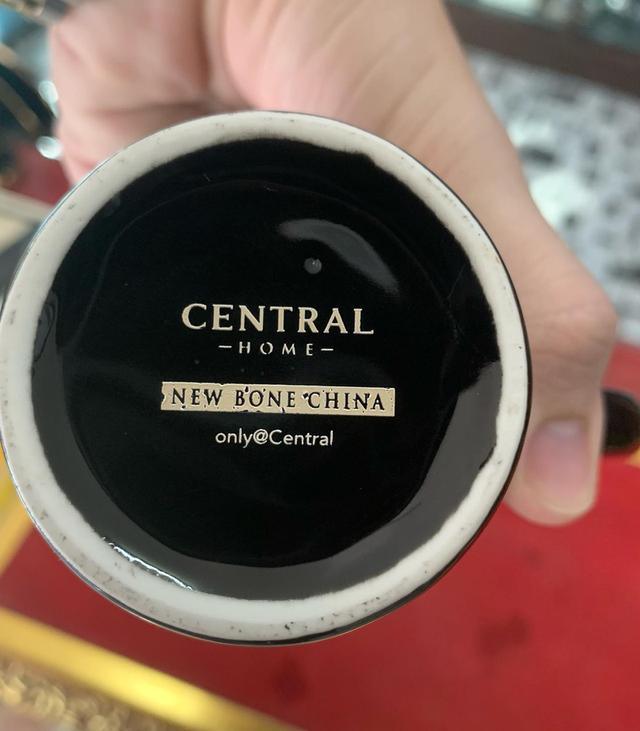 CENTRAL
—HOME—
NEW BONE CHINA
only@Central